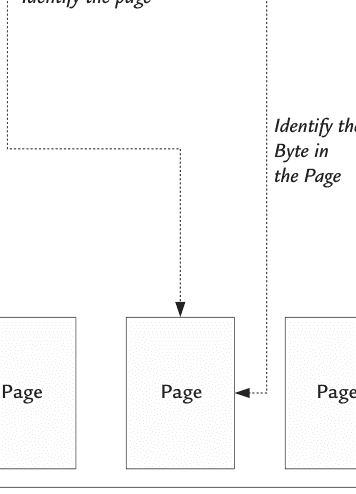 Identify the page
Identify the
Byte in
the Page
Page
Page
Page